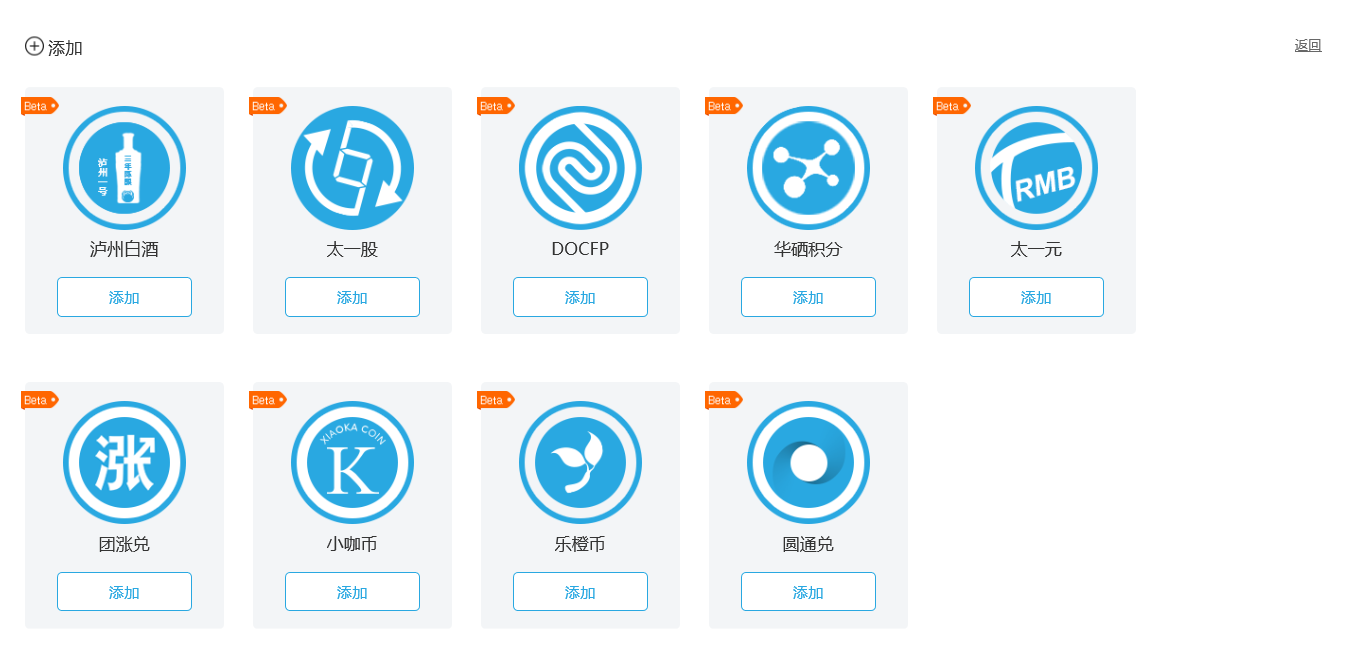 添加
返回
Beta
Beta
Beta
Beta
Beta
泸州一号
三年陈酿
RMB
泸州白酒
太一股
DOCFP
华硒积分
太一元
添加
添加
添加
添加
添加
Beta
Beta
Beta
Beta
涨
XIAOKA COIN
K
团涨兑
小咖币
乐橙币
圆通兑
添加
添加
添加
添加